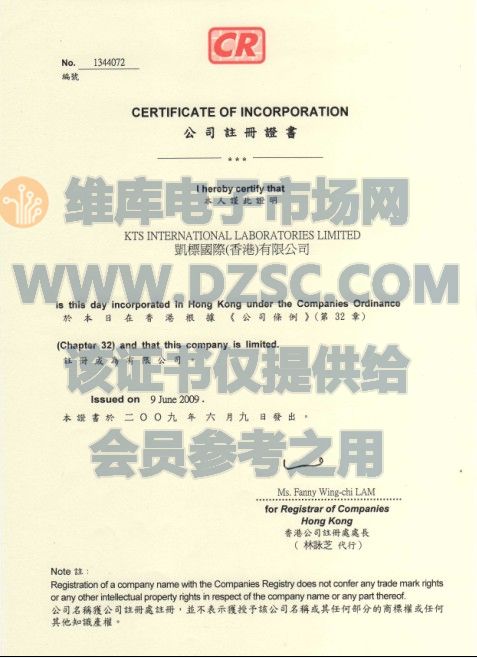 CR
No. 1344072
編號
CERTIFICATE OF INCORPORATION
公司註冊證書
***
I hereby certify that
本人謹此證明
维库电子市场网
KTS INTERNATIONAL LABORATORIES LIMITED
凱標國際(香港)有限公司
WWW.DZSC.COM
is this day incorporated in Hong Kong under the Companies Ordinance
於本日在香港根據《公司條例》(第32章)
(Chapter 32) and that this company is limited.
註冊成為有限公司。
该证书仅提供给
Issued on 9 June 2009.
本證書於二〇〇九年六月九日發出。
会员参考之用
Ms. Fanny Wing-chi LAM
for Registrar of Companies
Hong Kong
香港公司註冊處處長
(林詠芝 代行)
Note 註:
Registration of a company name with the Companies Registry does not confer any trade mark rights
or any other intellectual property rights in respect of the company name or any part thereof.
公司名稱獲公司註冊處註冊，並不表示獲授予該公司名稱或其任何部分的商標權或任何
其他知識產權。